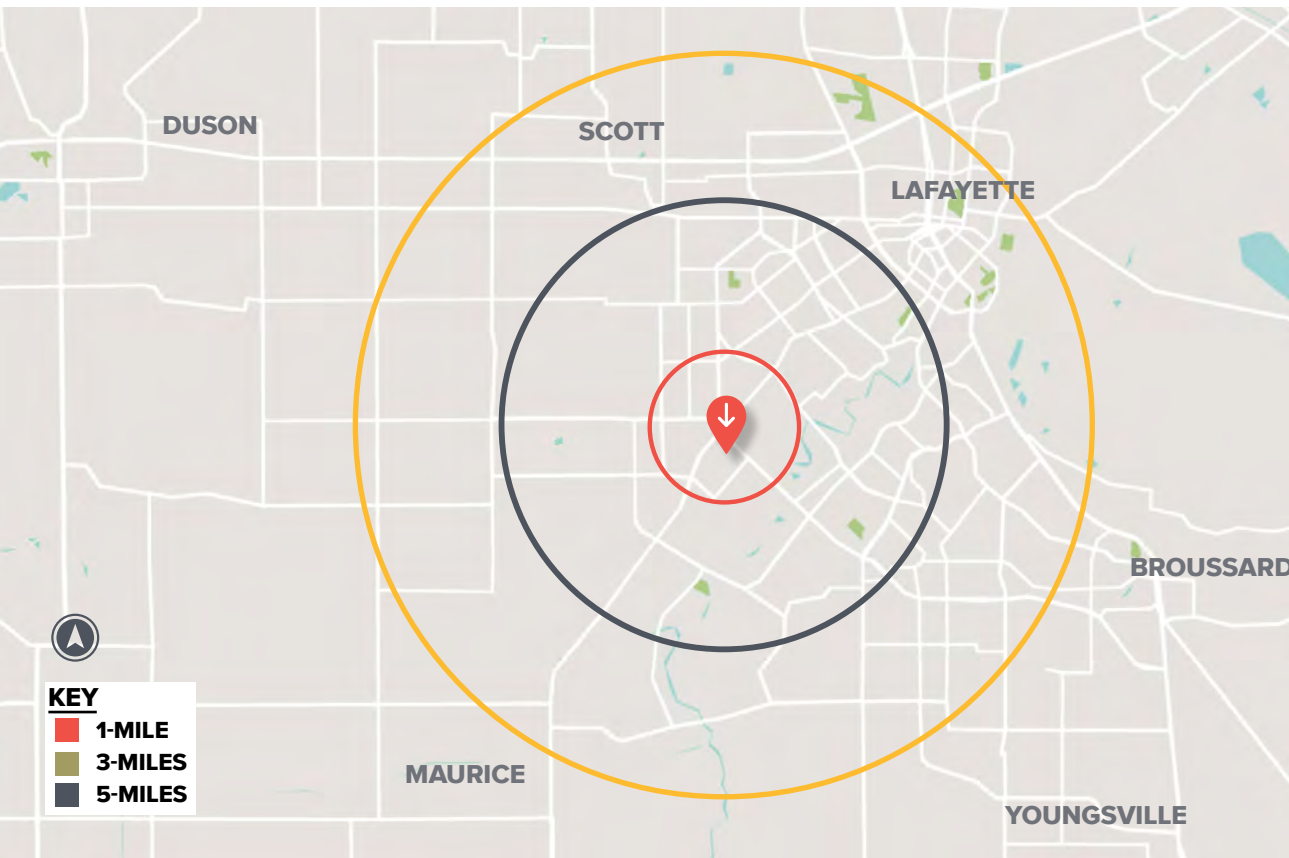 DUSON
SCOTT
LAFAYETTE
BROUSSARD
KEY
1-MILE
3-MILES
5-MILES
MAURICE
YOUNGSVILLE